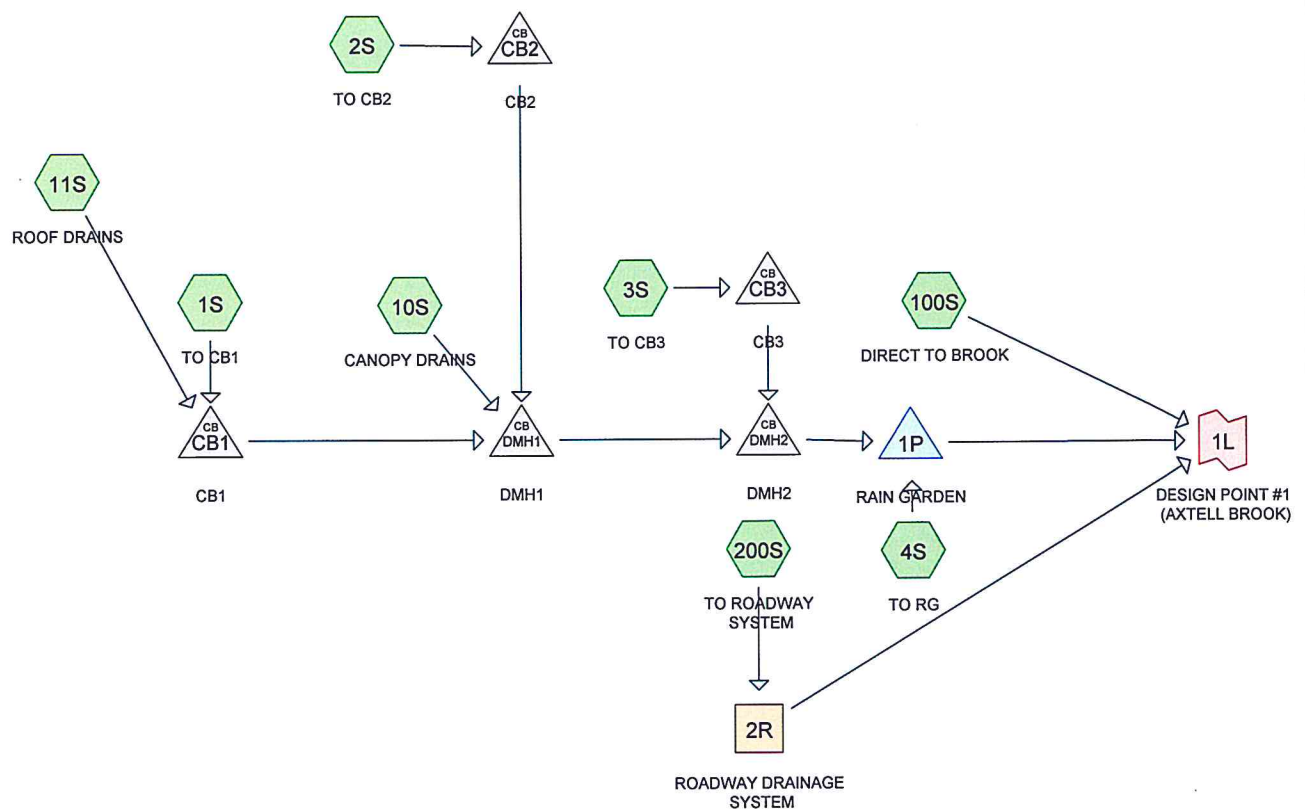 2S
CB
CB2
TO CB2
CB2
11S
ROOF DRAINS
1S
TO CB1
10S
CANOPY DRAINS
3S
TO CB3
CB
CB3
CB3
100S
DIRECT TO BROOK
CB
CB1
CB1
CB
DMH1
DMH1
CB
DMH2
DMH2
1P
RAIN GARDEN
1L
DESIGN POINT #1
(AXTELL BROOK)
200S
TO ROADWAY
SYSTEM
4S
TO RG
2R
ROADWAY DRAINAGE
SYSTEM